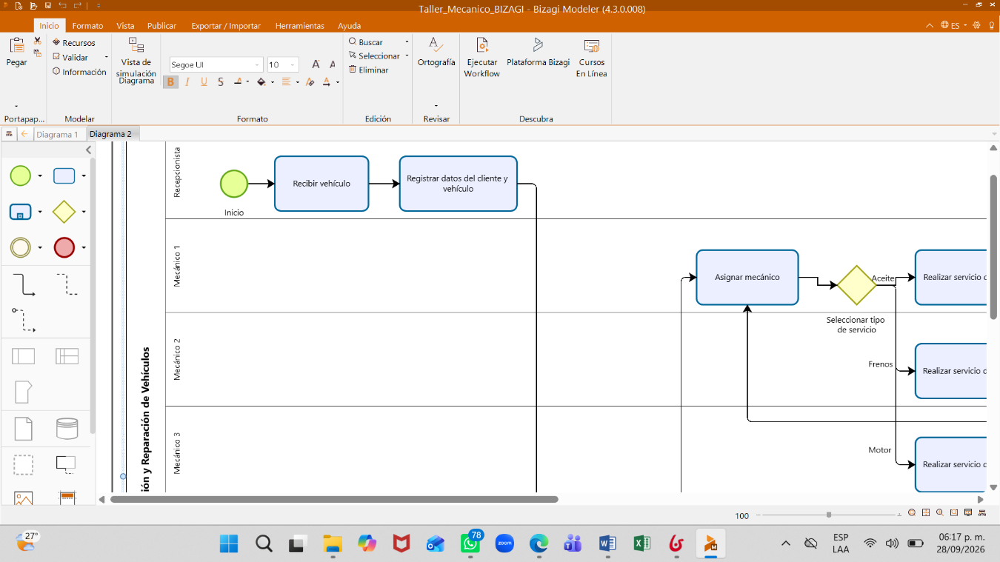 Taller_Mecanico_BIZAGI - Bizagi Modeler (4.3.0.008)
Inicio
Formato
Vista
Publicar
Exportar / Importar
Herramientas
Ayuda
ES
Pegar
Portapap...
Recursos
Validar
Información
Modelar
Vista de
simulación
Diagrama
Segoe UI
10
B I U S
Formato
Buscar
Seleccionar
Eliminar
Edición
Ortografía
Revisar
Ejecutar
Workflow
Plataforma Bizagi
Cursos
En Línea
Descubra
Diagrama 1
Diagrama 2
ión y Reparación de Vehículos
Recepcionista
Inicio
Recibir vehículo
Registrar datos del cliente y
vehículo
Mecánico 1
Asignar mecánico
Seleccionar tipo
de servicio
Aceite
Realizar servicio d
Mecánico 2
Frenos
Realizar servicio d
Mecánico 3
Motor
Realizar servicio d
100
27°
78
zoom
ESP
LAA
06:17 p. m.
28/09/2026